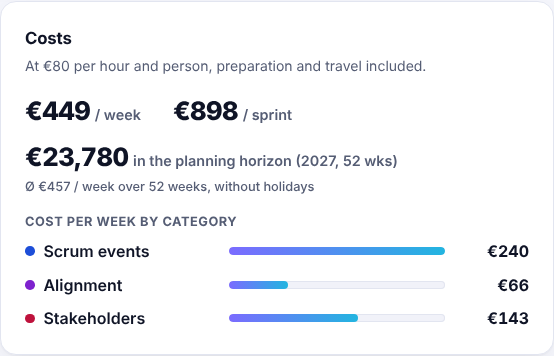 Costs
At €80 per hour and person, preparation and travel included.
€449 / week €898 / sprint
€23,780 in the planning horizon (2027, 52 wks)
Ø €457 / week over 52 weeks, without holidays
COST PER WEEK BY CATEGORY
Scrum events €240
Alignment €66
Stakeholders €143